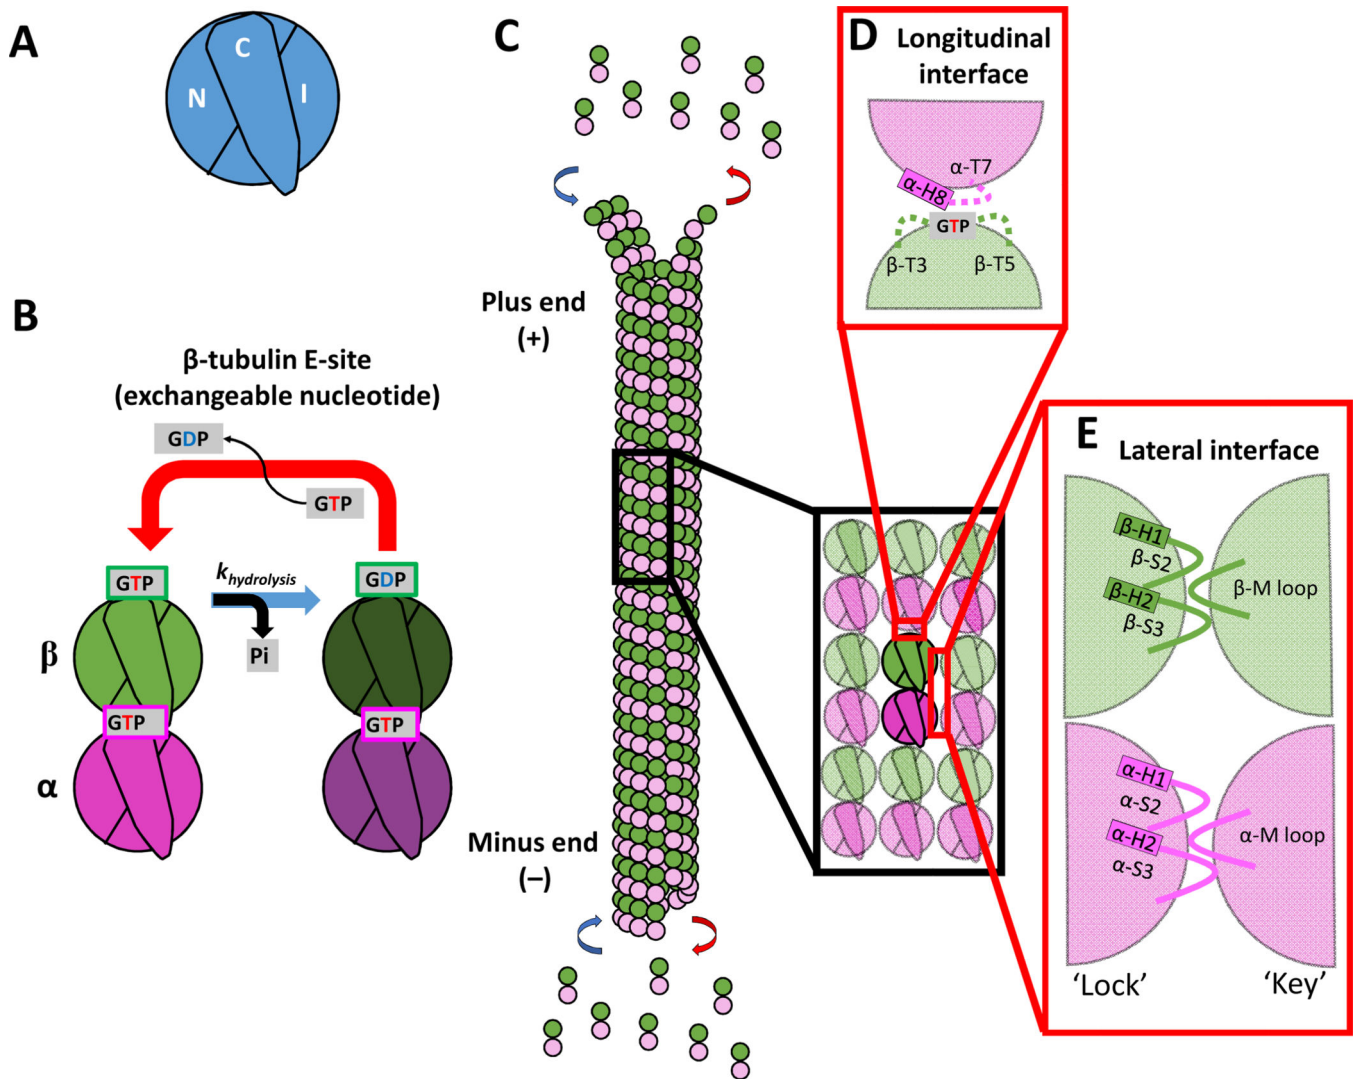 A
N
C
I
B
β-tubulin E-site
(exchangeable nucleotide)
GDP
GTP
GTP
k hydrolysis
GDP
Pi
β
GTP
GTP
α
C
Plus end
(+)
Minus end
(–)
D
Longitudinal
interface
α-T7
α-H8
GTP
β-T3
β-T5
E
Lateral interface
β-H1
β-S2
β-H2
β-S3
β-M loop
α-H1
α-S2
α-H2
α-S3
α-M loop
‘Lock’
‘Key’